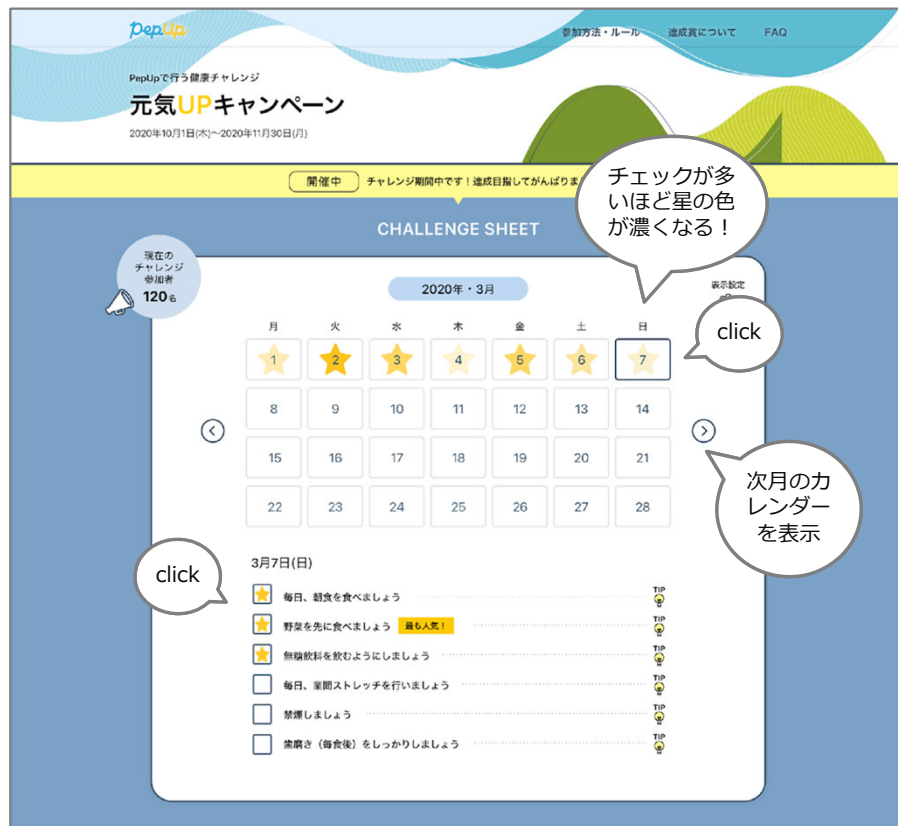 PepUp
参加方法・ルール 達成賞について FAQ
PepUpで行う健康チャレンジ
元気UPキャンペーン
2020年10月1日(木)〜2020年11月30日(月)
開催中 チャレンジ期間中です！達成目指してがんばりま
チェックが多
いほど星の色
が濃くなる！
CHALLENGE SHEET
現在の
チャレンジ
参加者
120名
2020年・3月
表示設定
click
月 火 水 木 金 土 日
1 2 3 4 5 6 7
8 9 10 11 12 13 14
15 16 17 18 19 20 21
22 23 24 25 26 27 28
次月のカ
レンダー
を表示
click
3月7日(日)
毎日、朝食を食べましょう TIP
野菜を先に食べましょう 最も人気！ TIP
無糖飲料を飲むようにしましょう TIP
毎日、業間ストレッチを行いましょう TIP
禁煙しましょう TIP
歯磨き（毎食後）をしっかりしましょう TIP